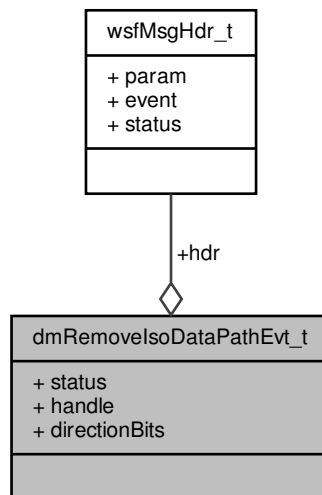 wsfMsgHdr_t
+ param
+ event
+ status
+hdr
dmRemoveIsoDataPathEvt_t
+ status
+ handle
+ directionBits